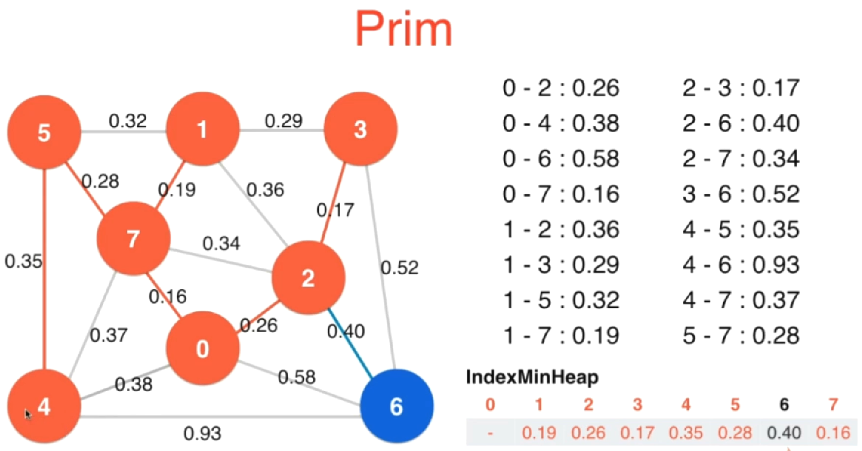 Prim
5
0.32
1
0.29
3
0.28
0.19
0.36
0.17
7
0.34
2
0.35
0.52
0.16
0.26
0.40
0.37
0
0.38
0.58
4
6
0.93
0 - 2 : 0.26
0 - 4 : 0.38
0 - 6 : 0.58
0 - 7 : 0.16
1 - 2 : 0.36
1 - 3 : 0.29
1 - 5 : 0.32
1 - 7 : 0.19
2 - 3 : 0.17
2 - 6 : 0.40
2 - 7 : 0.34
3 - 6 : 0.52
4 - 5 : 0.35
4 - 6 : 0.93
4 - 7 : 0.37
5 - 7 : 0.28
IndexMinHeap
0 1 2 3 4 5 6 7
- 0.19 0.26 0.17 0.35 0.28 0.40 0.16